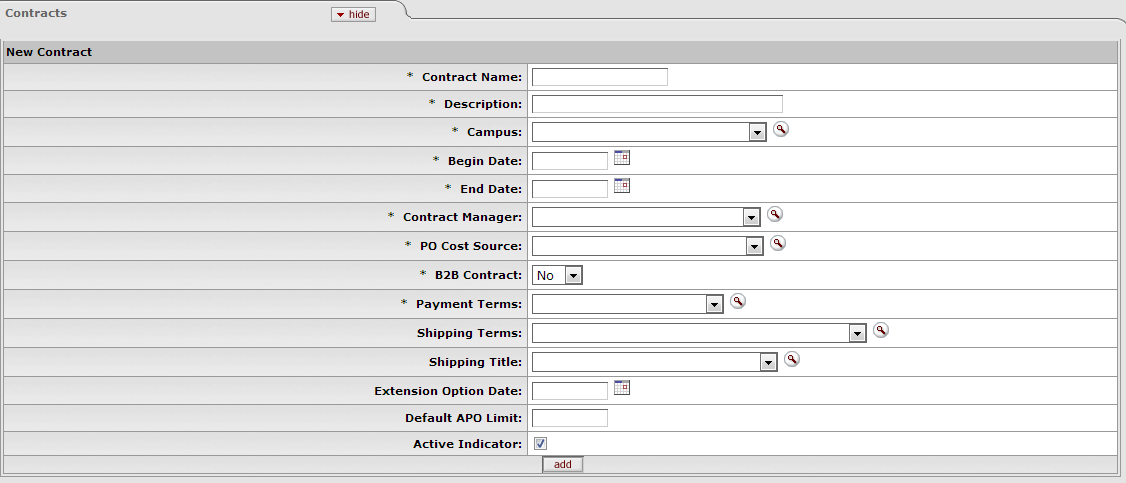 Contracts hide
New Contract
* Contract Name:
* Description:
* Campus:
* Begin Date:
* End Date:
* Contract Manager:
* PO Cost Source:
* B2B Contract: No
* Payment Terms:
Shipping Terms:
Shipping Title:
Extension Option Date:
Default APO Limit:
Active Indicator:
add